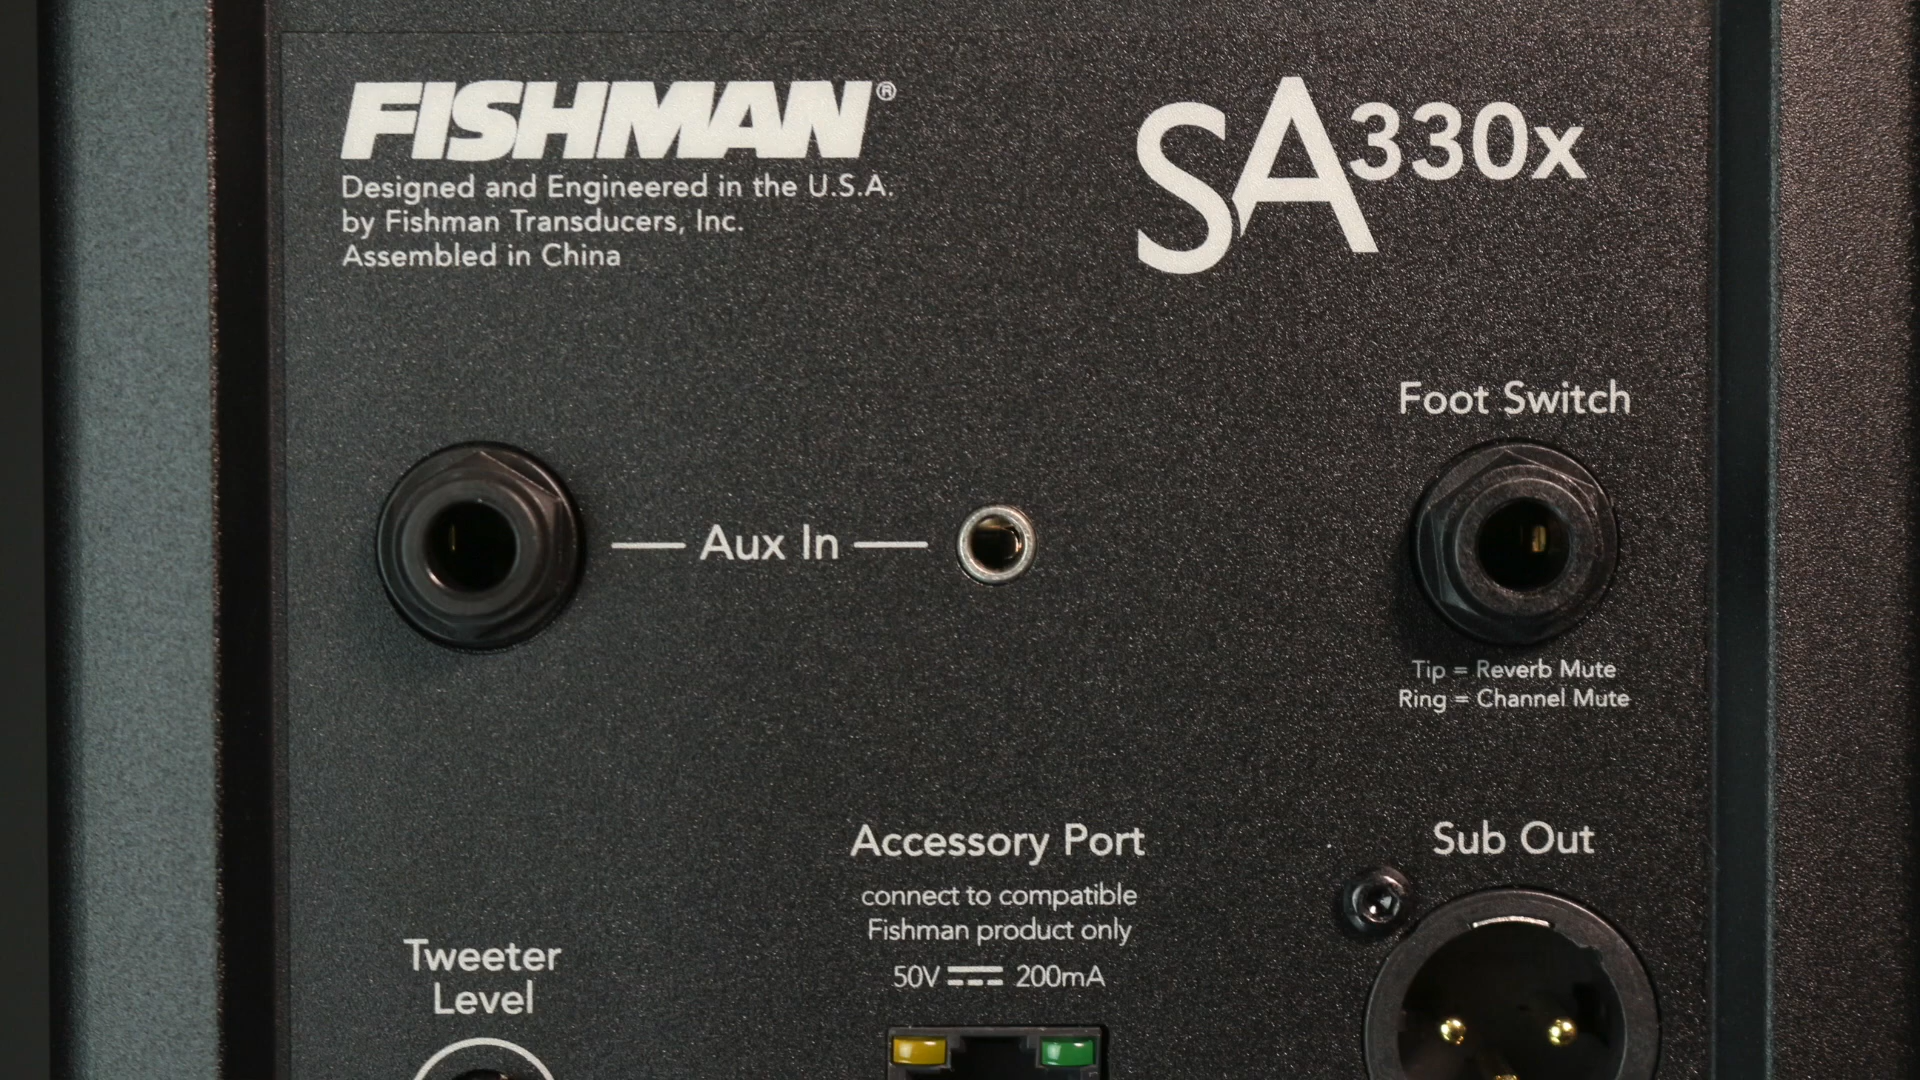 FISHMAN®
Designed and Engineered in the U.S.A.
by Fishman Transducers, Inc.
Assembled in China
SA330x
Foot Switch
Aux In
Tip = Reverb Mute
Ring = Channel Mute
Accessory Port
connect to compatible
Fishman product only
50V ⎓ 200mA
Sub Out
Tweeter
Level